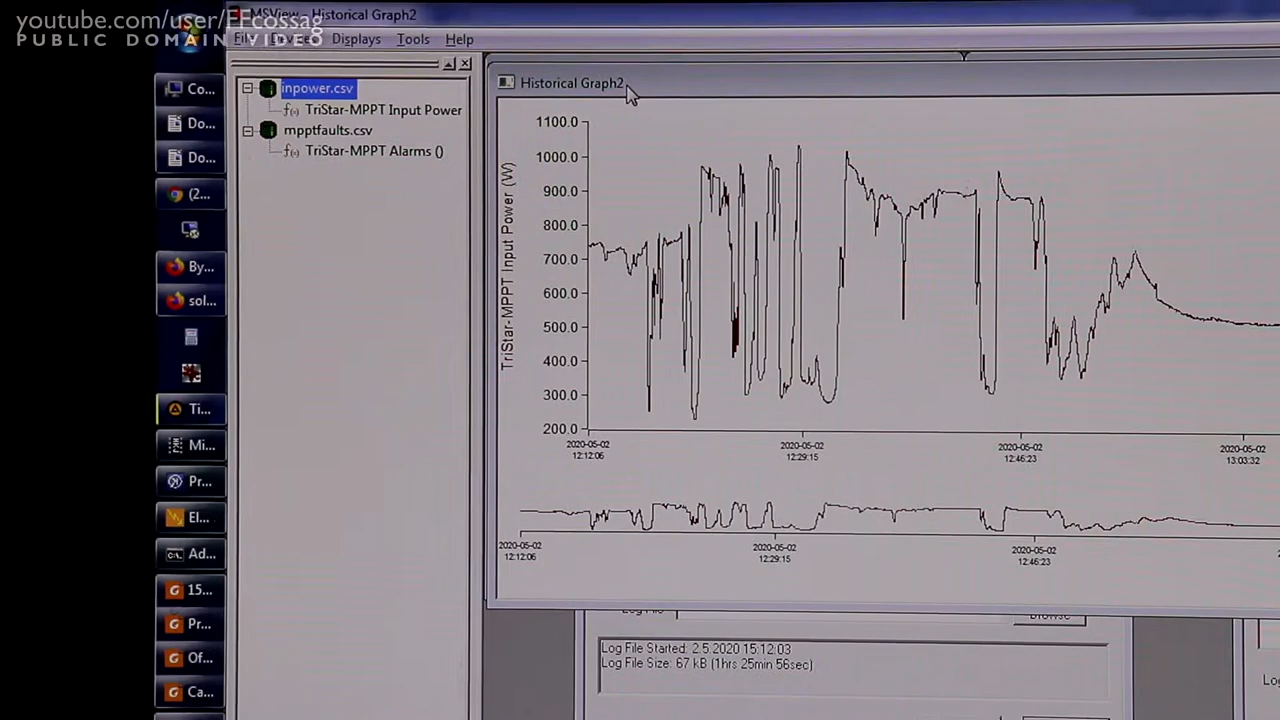 youtube.com/user/FFcossag
PUBLIC DOMAIN VIDEO
MSView - Historical Graph2
Displays Tools Help
inpower.csv
TriStar-MPPT Input Power
mpptfaults.csv
TriStar-MPPT Alarms ()
Co...
Do...
Do...
(2...
By...
sol...
Ti...
Mi...
Pr...
El...
Ad...
15...
Pr...
Of...
Ca...
Historical Graph2
TriStar-MPPT Input Power (W)
1100.0
1000.0
900.0
800.0
700.0
600.0
500.0
400.0
300.0
200.0
2020-05-02
12:12:06
2020-05-02
12:29:15
2020-05-02
12:46:23
2020-05-02
13:03:32
2020-05-02
12:12:06
2020-05-02
12:29:15
2020-05-02
12:46:23
Log File
Browse
Log File Started: 2.5.2020 15:12:03
Log File Size: 67 kB (1hrs 25min 56sec)
Log